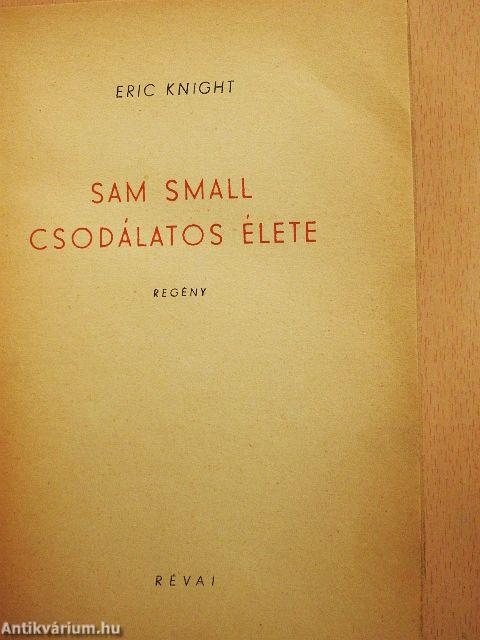 ERIC KNIGHT
SAM SMALL
CSODÁLATOS ÉLETE
REGÉNY
RÉVAI
Antikvárium.hu